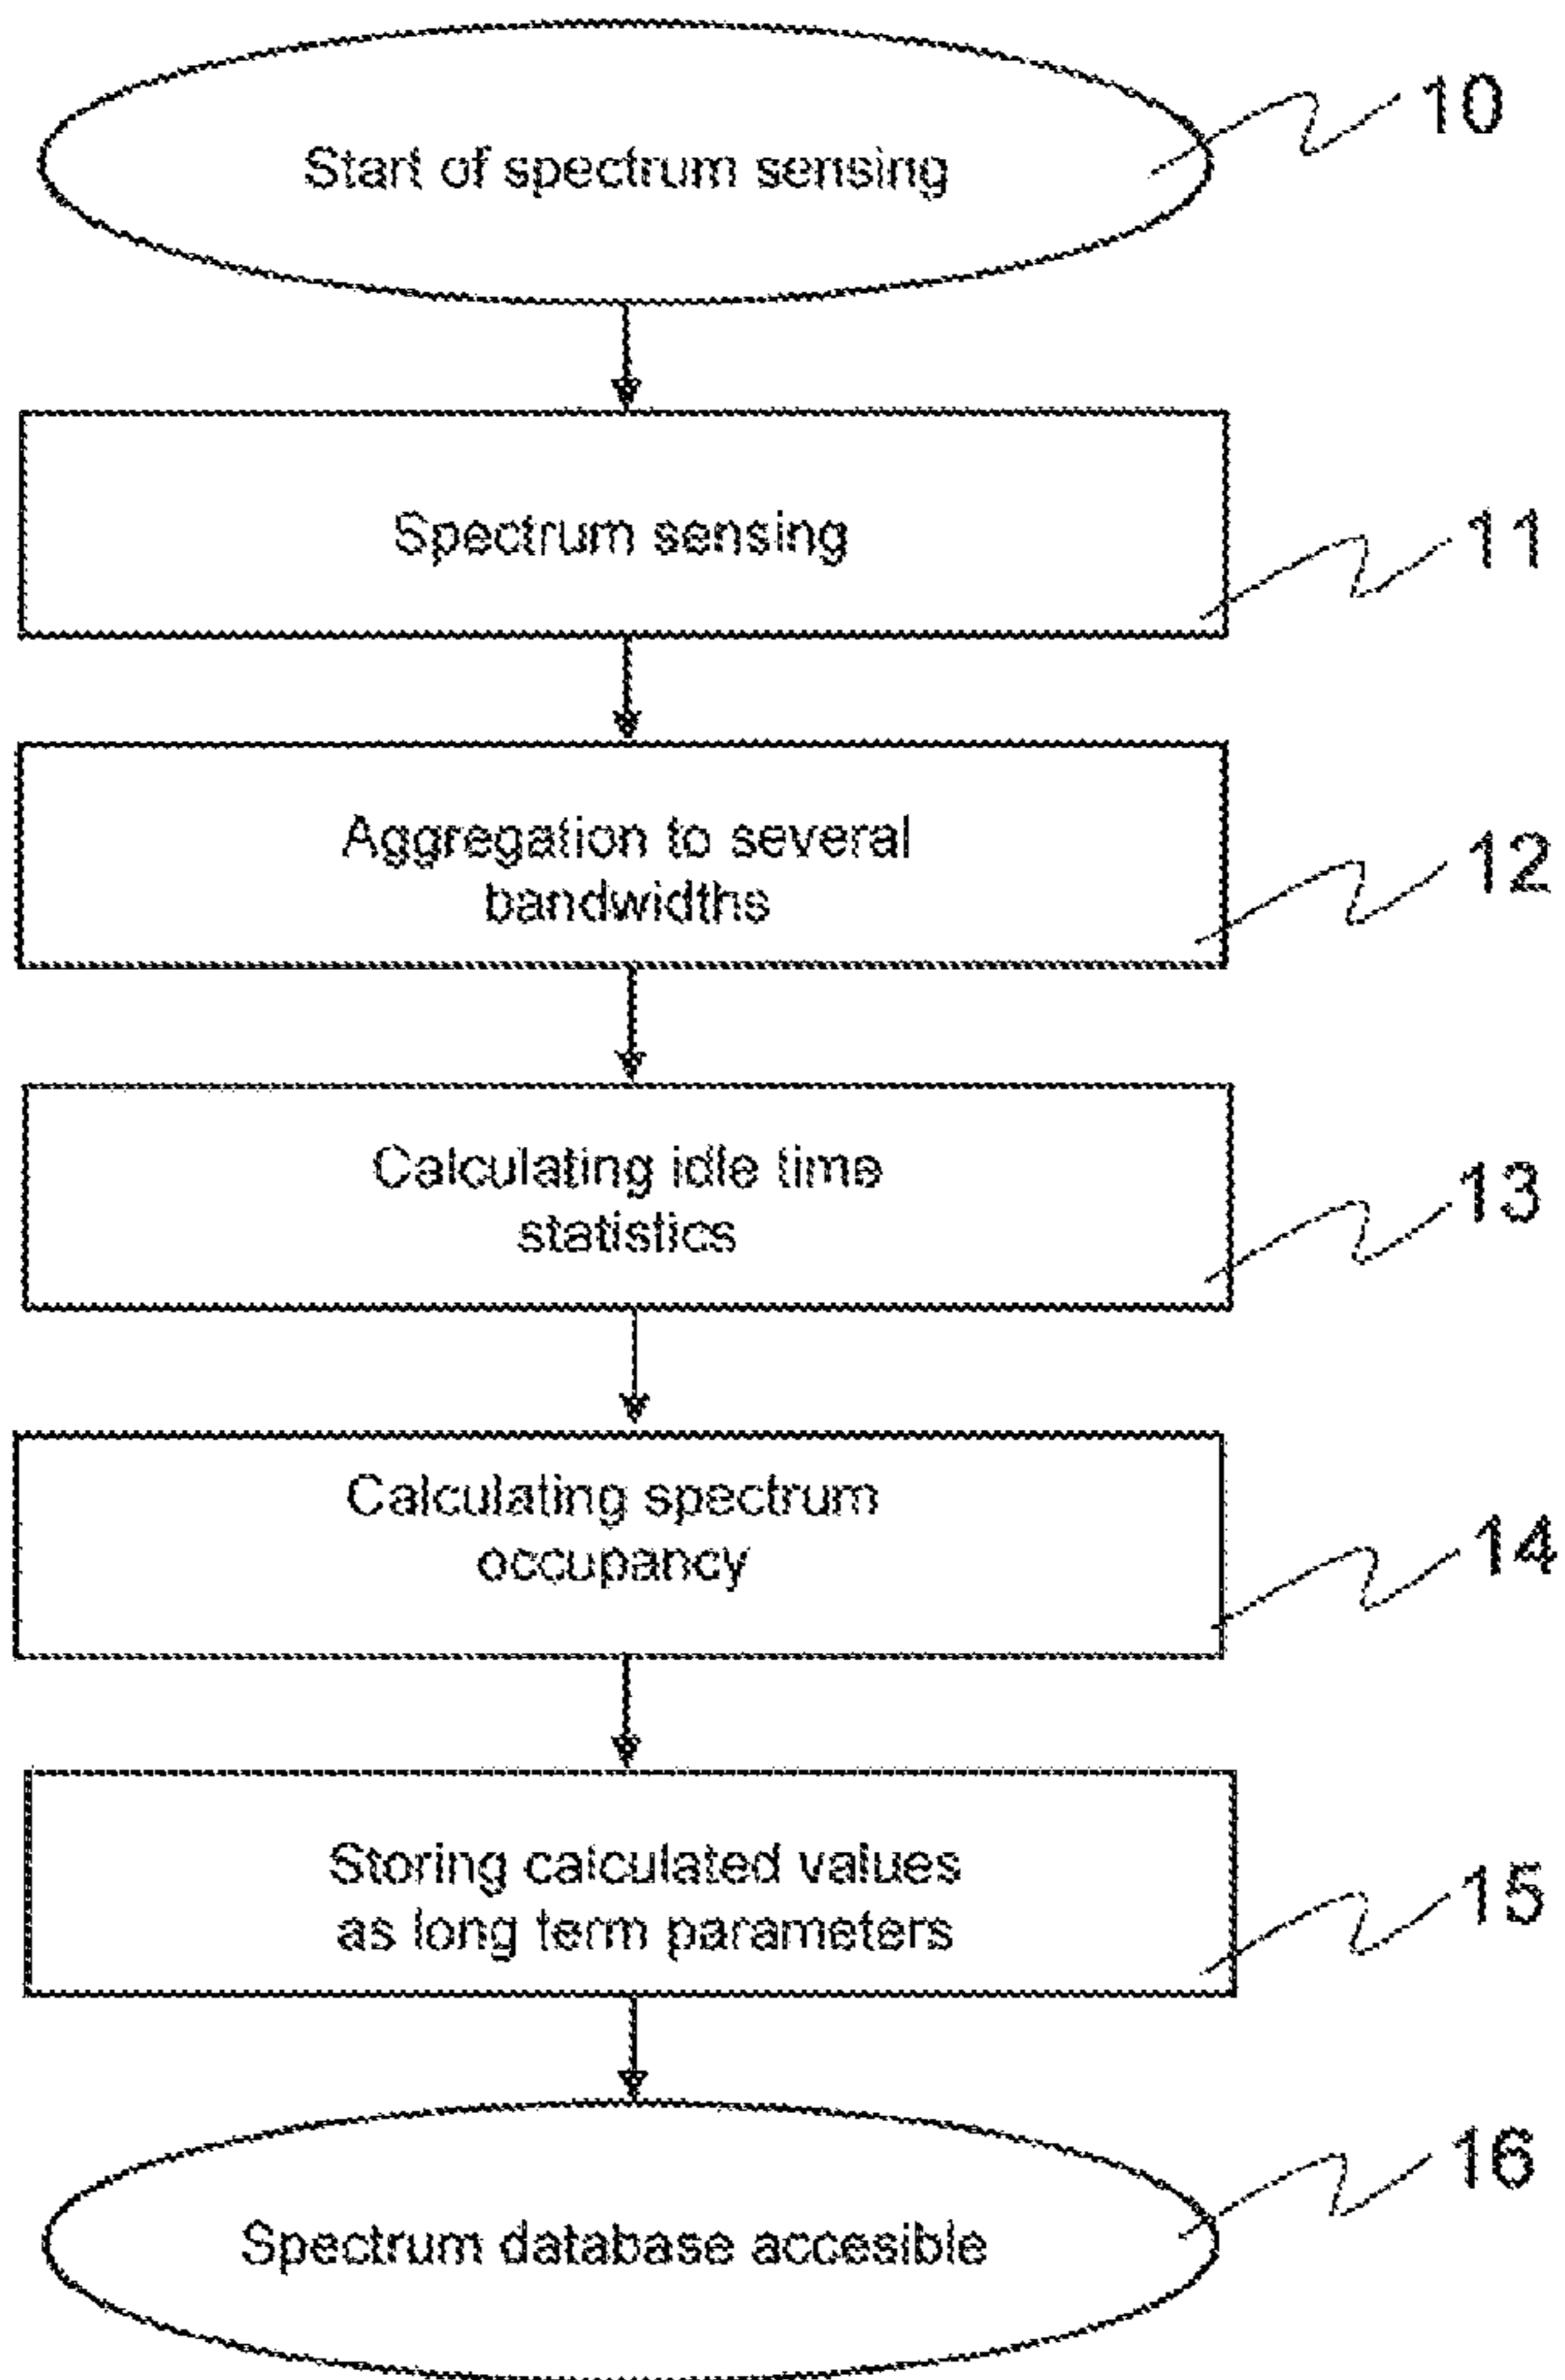 Start of spectrum sensing
10
Spectrum sensing
11
Aggregation to several
bandwidths
12
Calculating idle time
statistics
13
Calculating spectrum
occupancy
14
Storing calculated values
as long term parameters
15
Spectrum database accesible
16